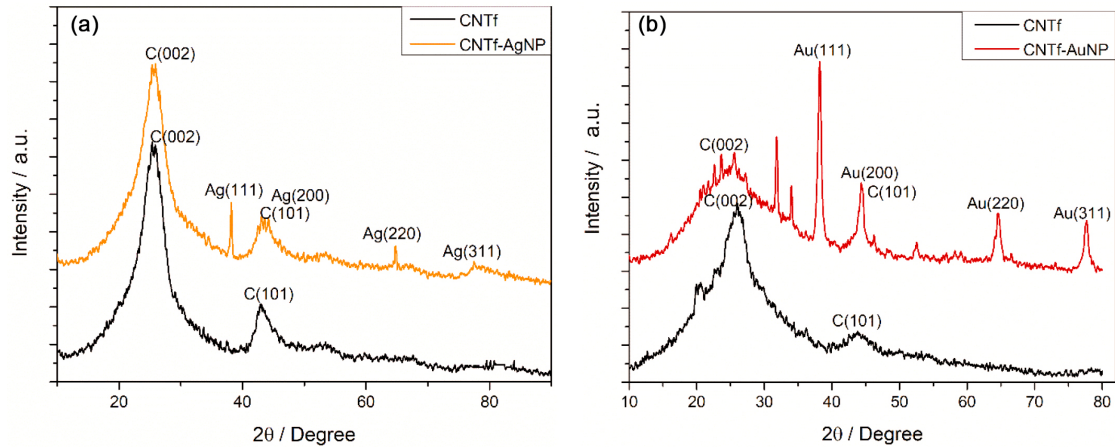 (a)
CNTf
CNTf-AgNP
C(002)
C(002)
Ag(111)
Ag(200)
C(101)
Ag(220)
Ag(311)
C(101)
Intensity / a.u.
20 40 60 80
2θ / Degree
(b)
CNTf
CNTf-AuNP
Au(111)
C(002)
Au(200)
C(101)
C(002)
Au(220)
Au(311)
C(101)
Intensity / a.u.
10 20 30 40 50 60 70 80
2θ / Degree